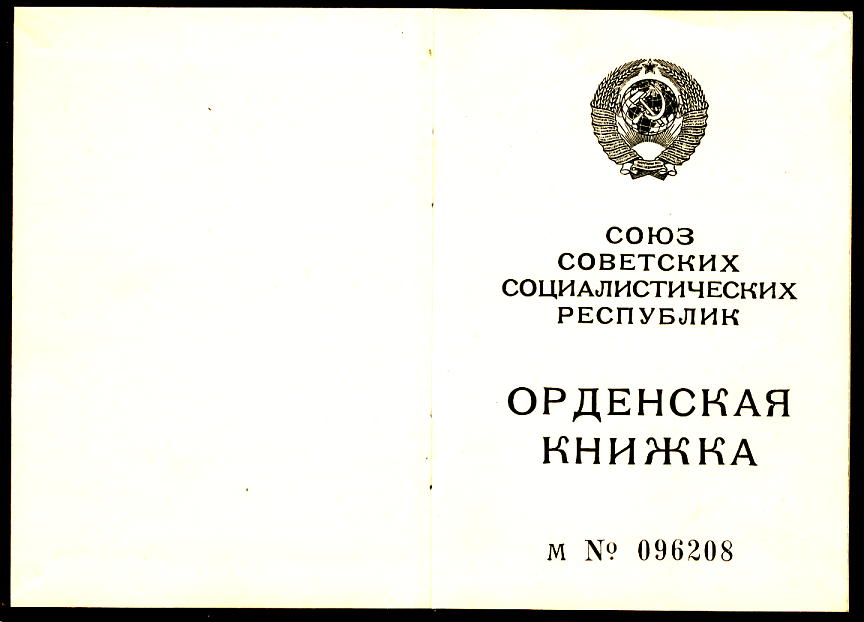 СОЮЗ
СОВЕТСКИХ
СОЦИАЛИСТИЧЕСКИХ
РЕСПУБЛИК
ОРДЕНСКАЯ
КНИЖКА
М № 096208